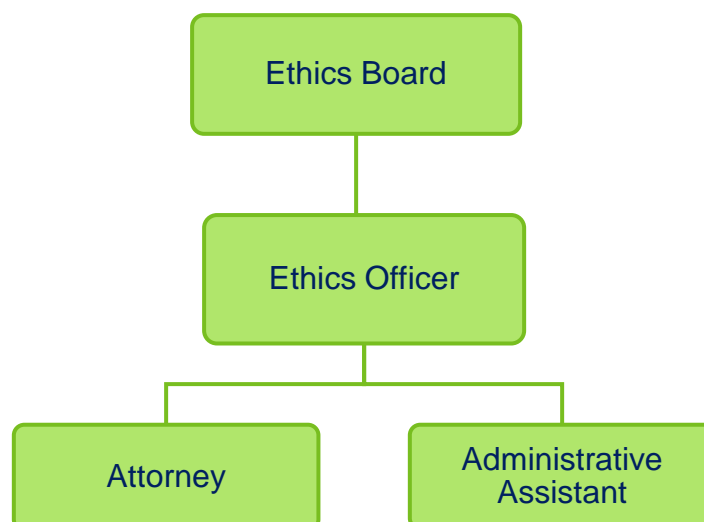 Ethics Board
Ethics Officer
Attorney
Administrative
Assistant